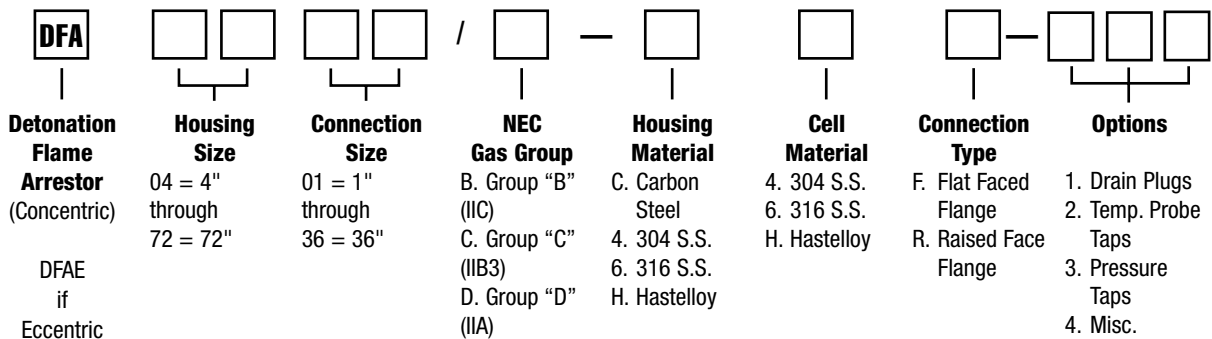 DFA / — —
Detonation
Flame
Arrestor
(Concentric)
DFAE
if
Eccentric
Housing
Size
04 = 4"
through
72 = 72"
Connection
Size
01 = 1"
through
36 = 36"
NEC
Gas Group
B. Group “B”
(IIC)
C. Group “C”
(IIB3)
D. Group “D”
(IIA)
Housing
Material
C. Carbon
Steel
4. 304 S.S.
6. 316 S.S.
H. Hastelloy
Cell
Material
4. 304 S.S.
6. 316 S.S.
H. Hastelloy
Connection
Type
F. Flat Faced
Flange
R. Raised Face
Flange
Options
1. Drain Plugs
2. Temp. Probe
Taps
3. Pressure
Taps
4. Misc.